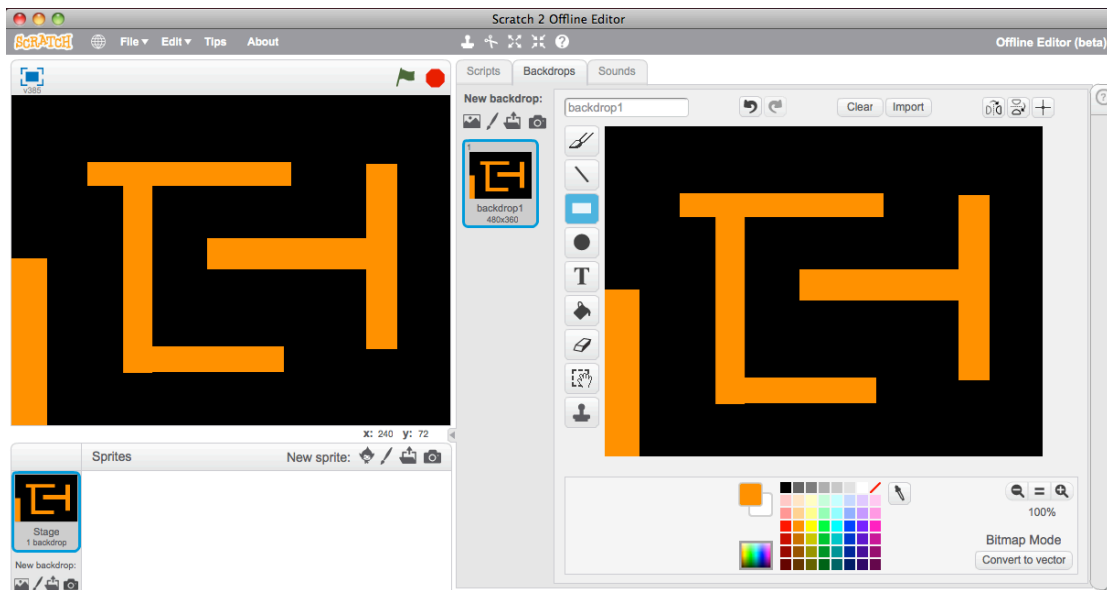 Scratch 2 Offline Editor
SCRATCH File Edit Tips About Offline Editor (beta)
v385
Scripts Backdrops Sounds
New backdrop:
1
backdrop1
480x360
backdrop1
Clear Import
T
x: 240 y: 72
Sprites New sprite:
Stage
1 backdrop
New backdrop:
100%
Bitmap Mode
Convert to vector